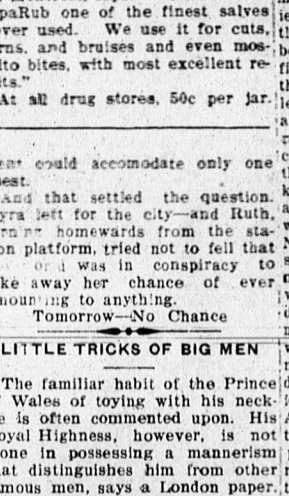 paRub one of the finest salves
ver used. We use it for cuts,
rns, and bruises and even mos-
ito bites, with most excellent re-
ts."
At all drug stores, 50c per jar.
could accomodate only one
est.
And that settled the question.
yra left for the city—and Ruth,
homewards from the sta-
on platform, tried not to fell that
was in conspiracy to
ke away her chance of ever
to anything.
Tomorrow—No Chance
LITTLE TRICKS OF BIG MEN
The familiar habit of the Prince
Wales of toying with his neck-
e is often commented upon. His
oyal Highness, however, is not
one in possessing a mannerism
at distinguishes him from other
mous men, says a London paper.